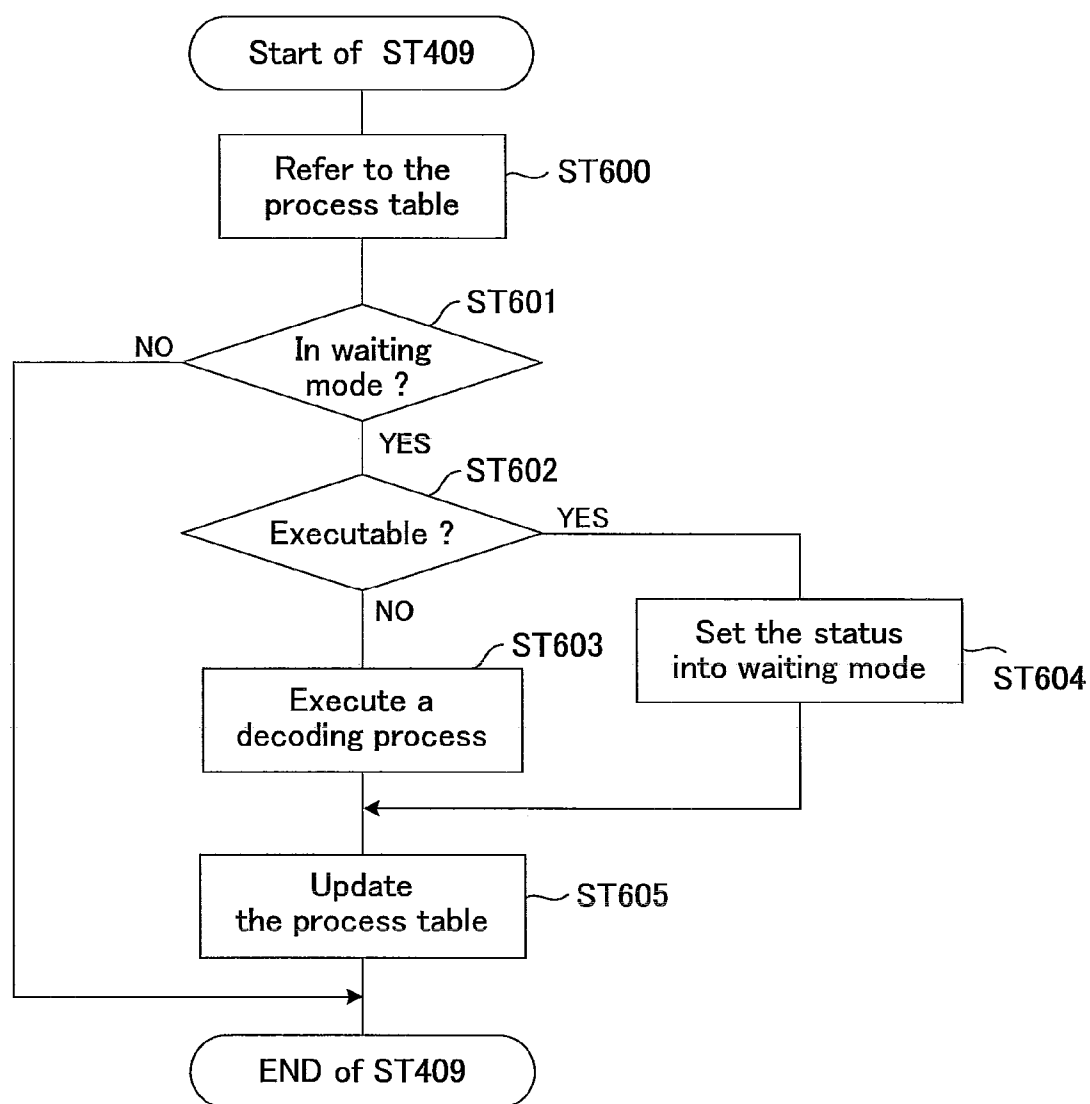 Start of ST409
Refer to the
process table
ST600
ST601
NO
In waiting
mode ?
YES
ST602
Executable ?
YES
NO
ST603
Execute a
decoding process
Set the status
into waiting mode
ST604
Update
the process table
ST605
END of ST409